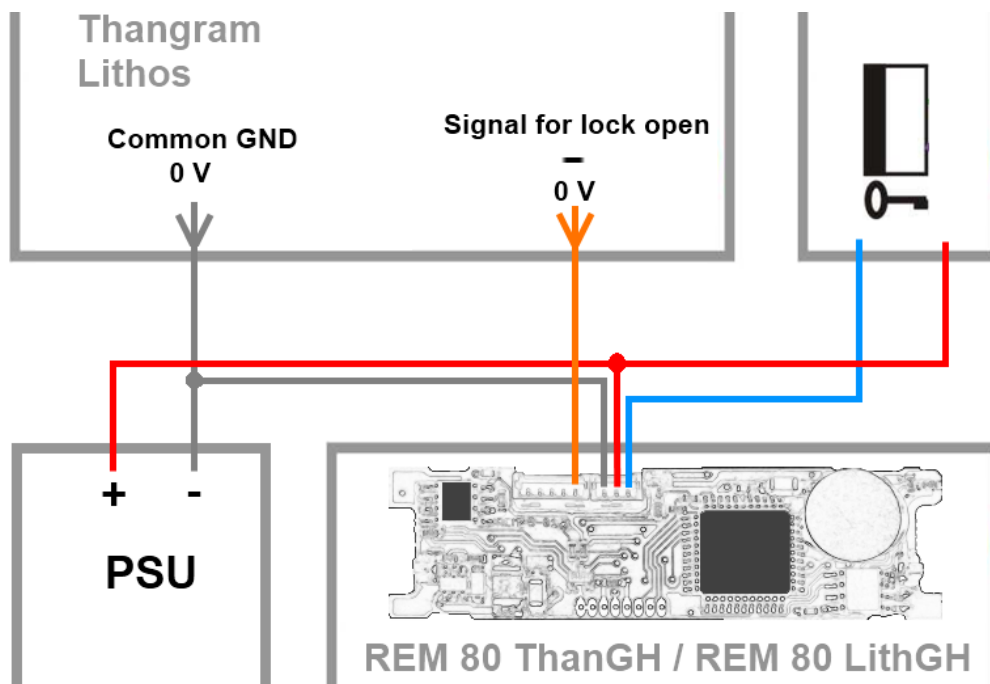 Thangram
Lithos
Common GND
0 V
Signal for lock open
-
0 V
+ -
PSU
REM 80 ThanGH / REM 80 LithGH